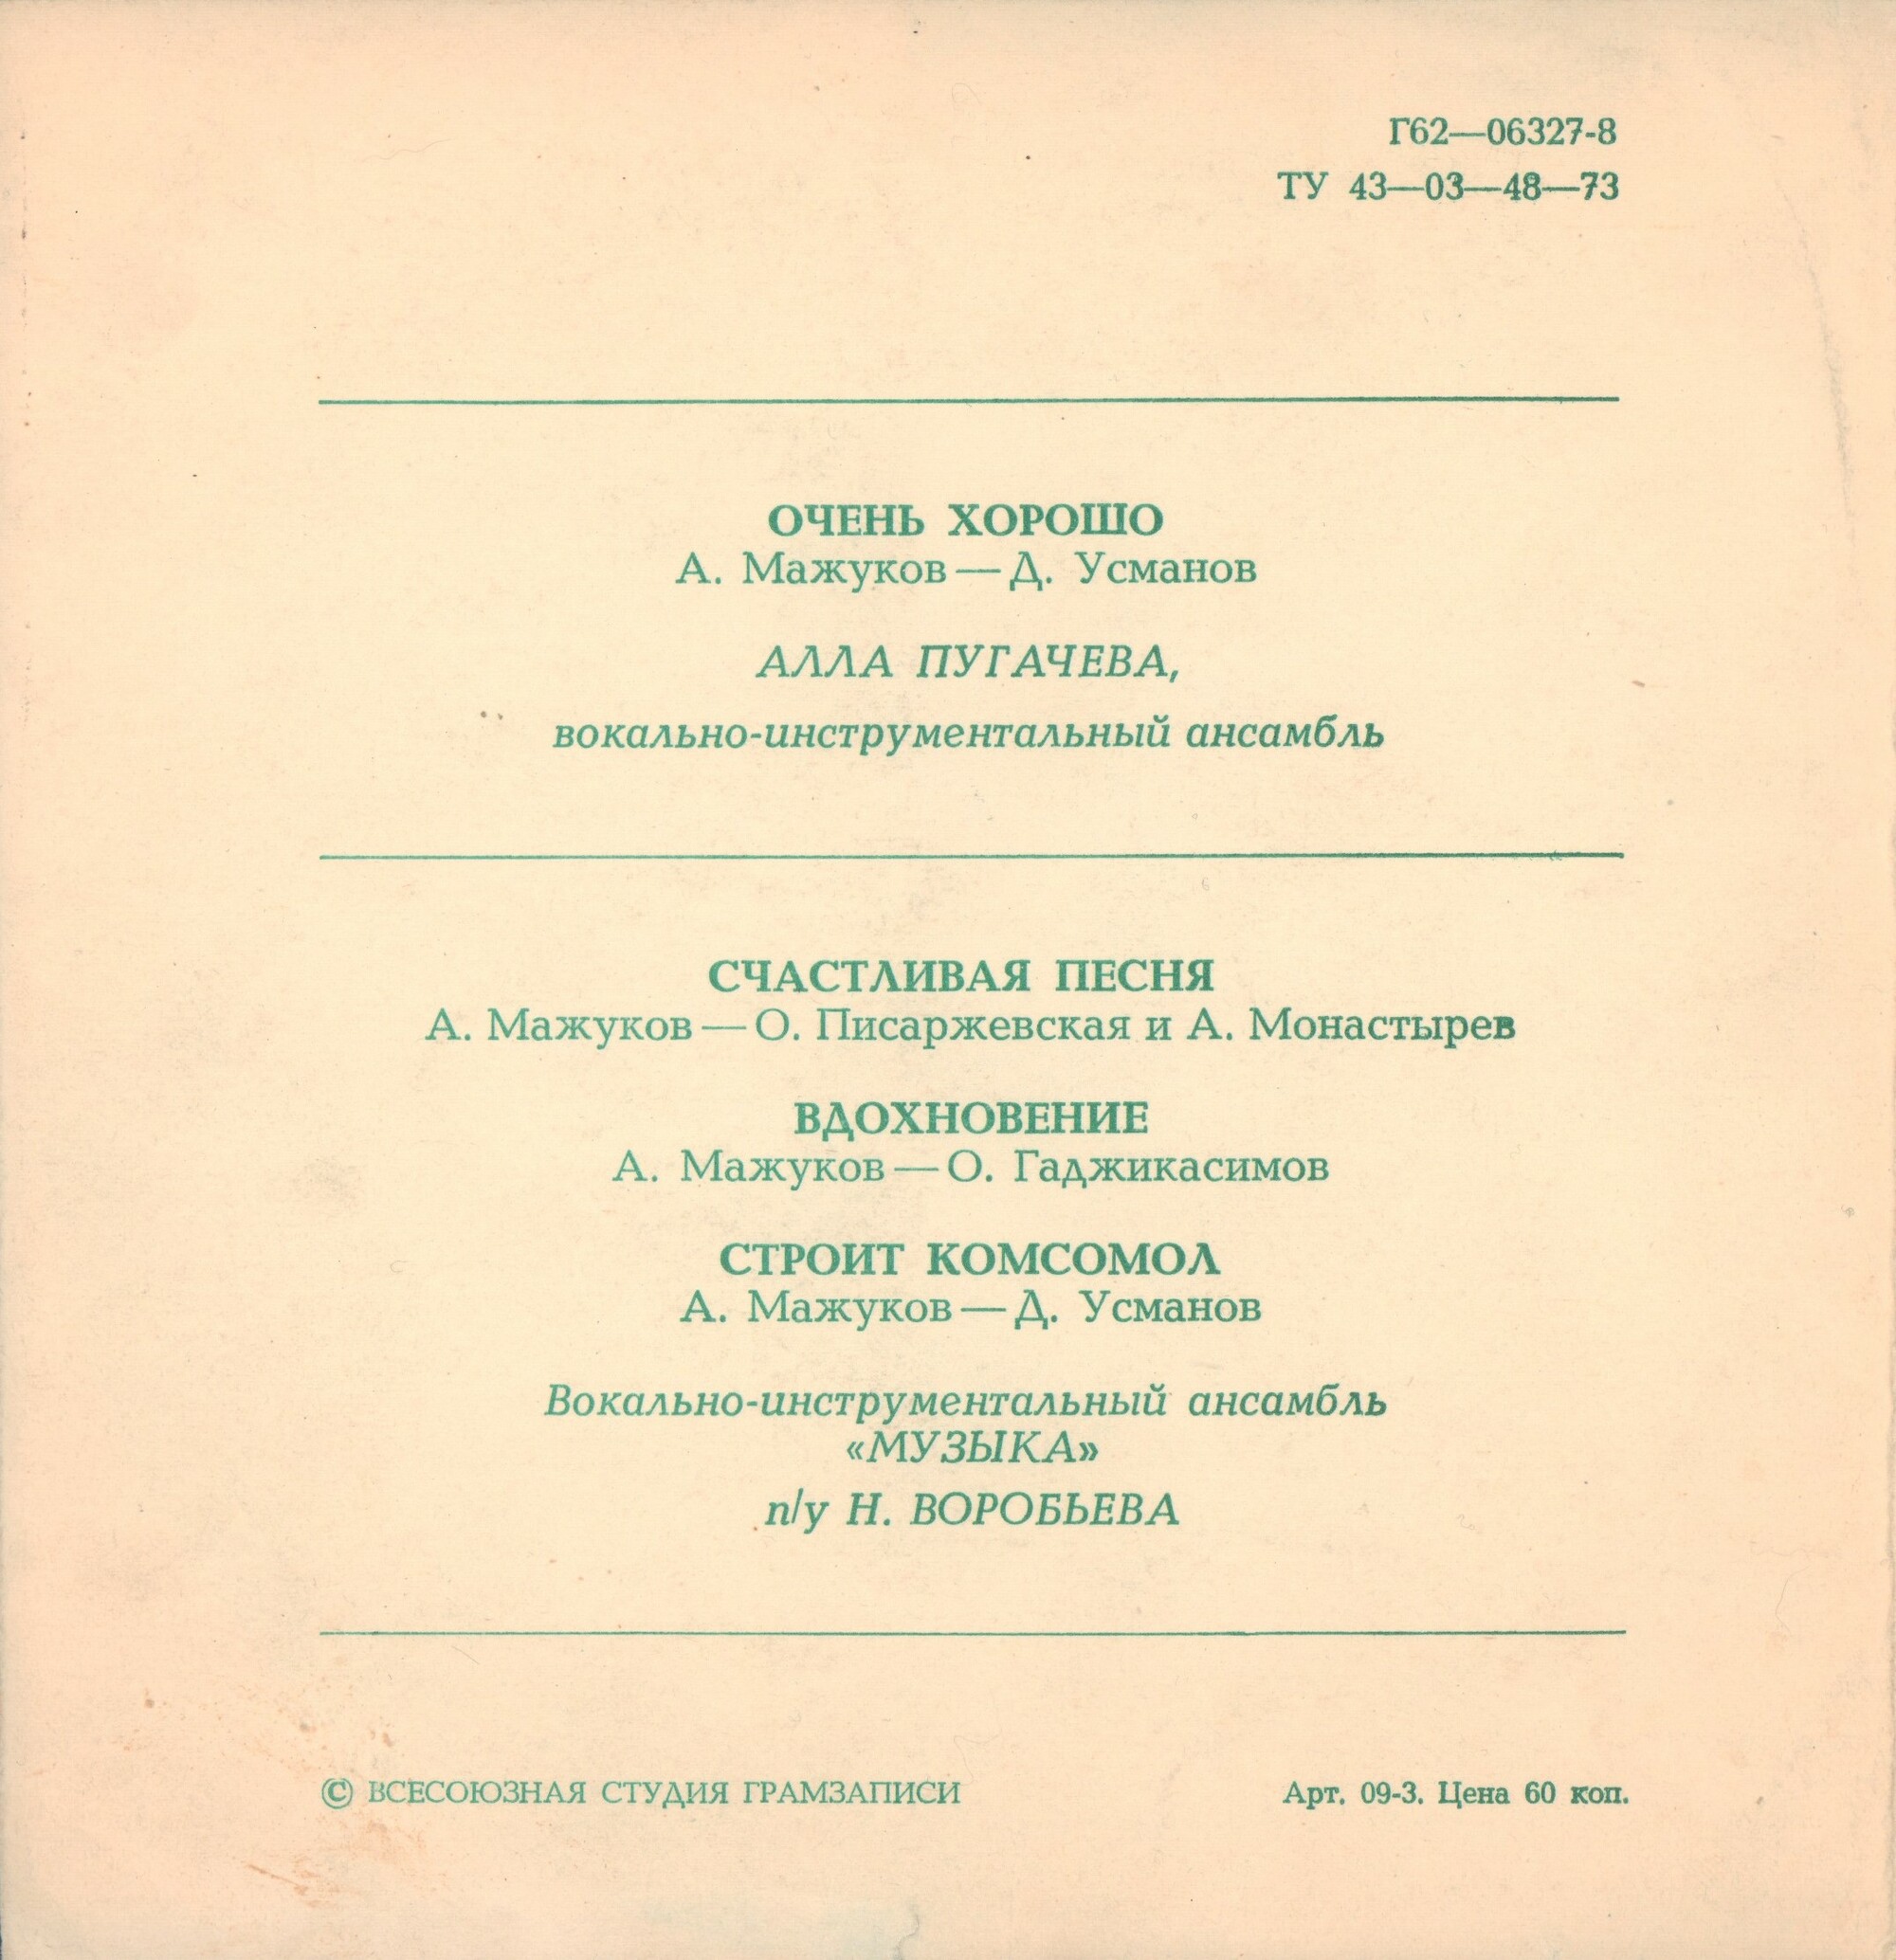 Г62—06327-8
ТУ 43—03—48—73
ОЧЕНЬ ХОРОШО
А. Мажуков — Д. Усманов
АЛЛА ПУГАЧЕВА,
вокально-инструментальный ансамбль
СЧАСТЛИВАЯ ПЕСНЯ
А. Мажуков — О. Писаржевская и А. Монастырев
ВДОХНОВЕНИЕ
А. Мажуков — О. Гаджикасимов
СТРОИТ КОМСОМОЛ
А. Мажуков — Д. Усманов
Вокально-инструментальный ансамбль
«МУЗЫКА»
п/у Н. ВОРОБЬЕВА
© ВСЕСОЮЗНАЯ СТУДИЯ ГРАМЗАПИСИ
Арт. 09-3. Цена 60 коп.